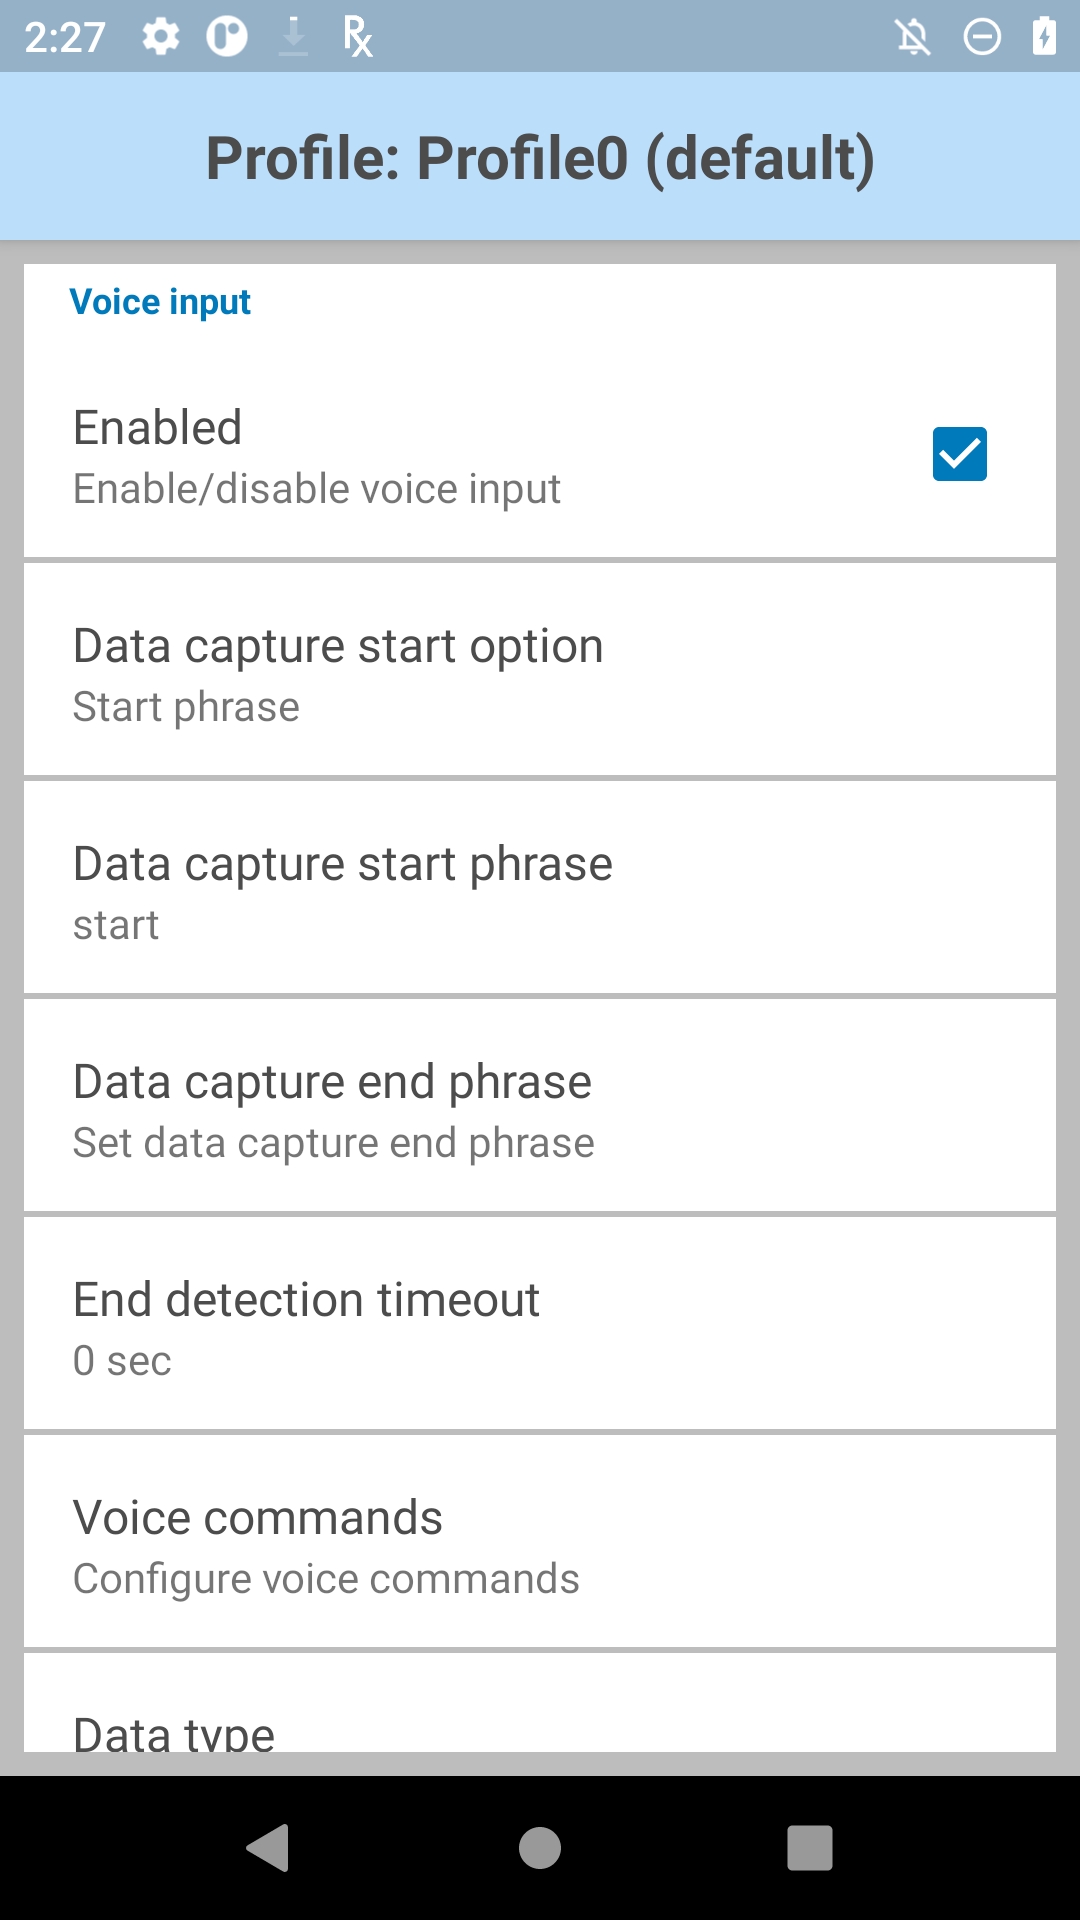 2:27
Profile: Profile0 (default)
Voice input
Enabled
Enable/disable voice input
Data capture start option
Start phrase
Data capture start phrase
start
Data capture end phrase
Set data capture end phrase
End detection timeout
0 sec
Voice commands
Configure voice commands
Data type